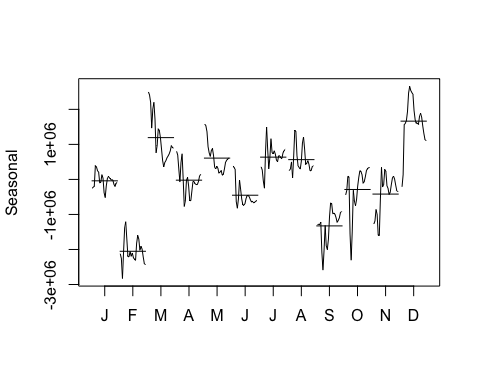 Seasonal
1e+06
-1e+06
-3e+06
J F M A M J J A S O N D